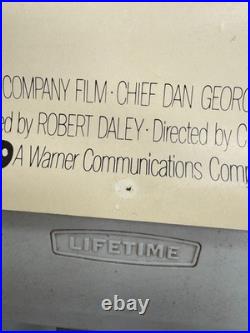 COMPANY FILM · CHIEF DAN GEORG
ed by ROBERT DALEY · Directed by C
A Warner Communications Comp
LIFETIME